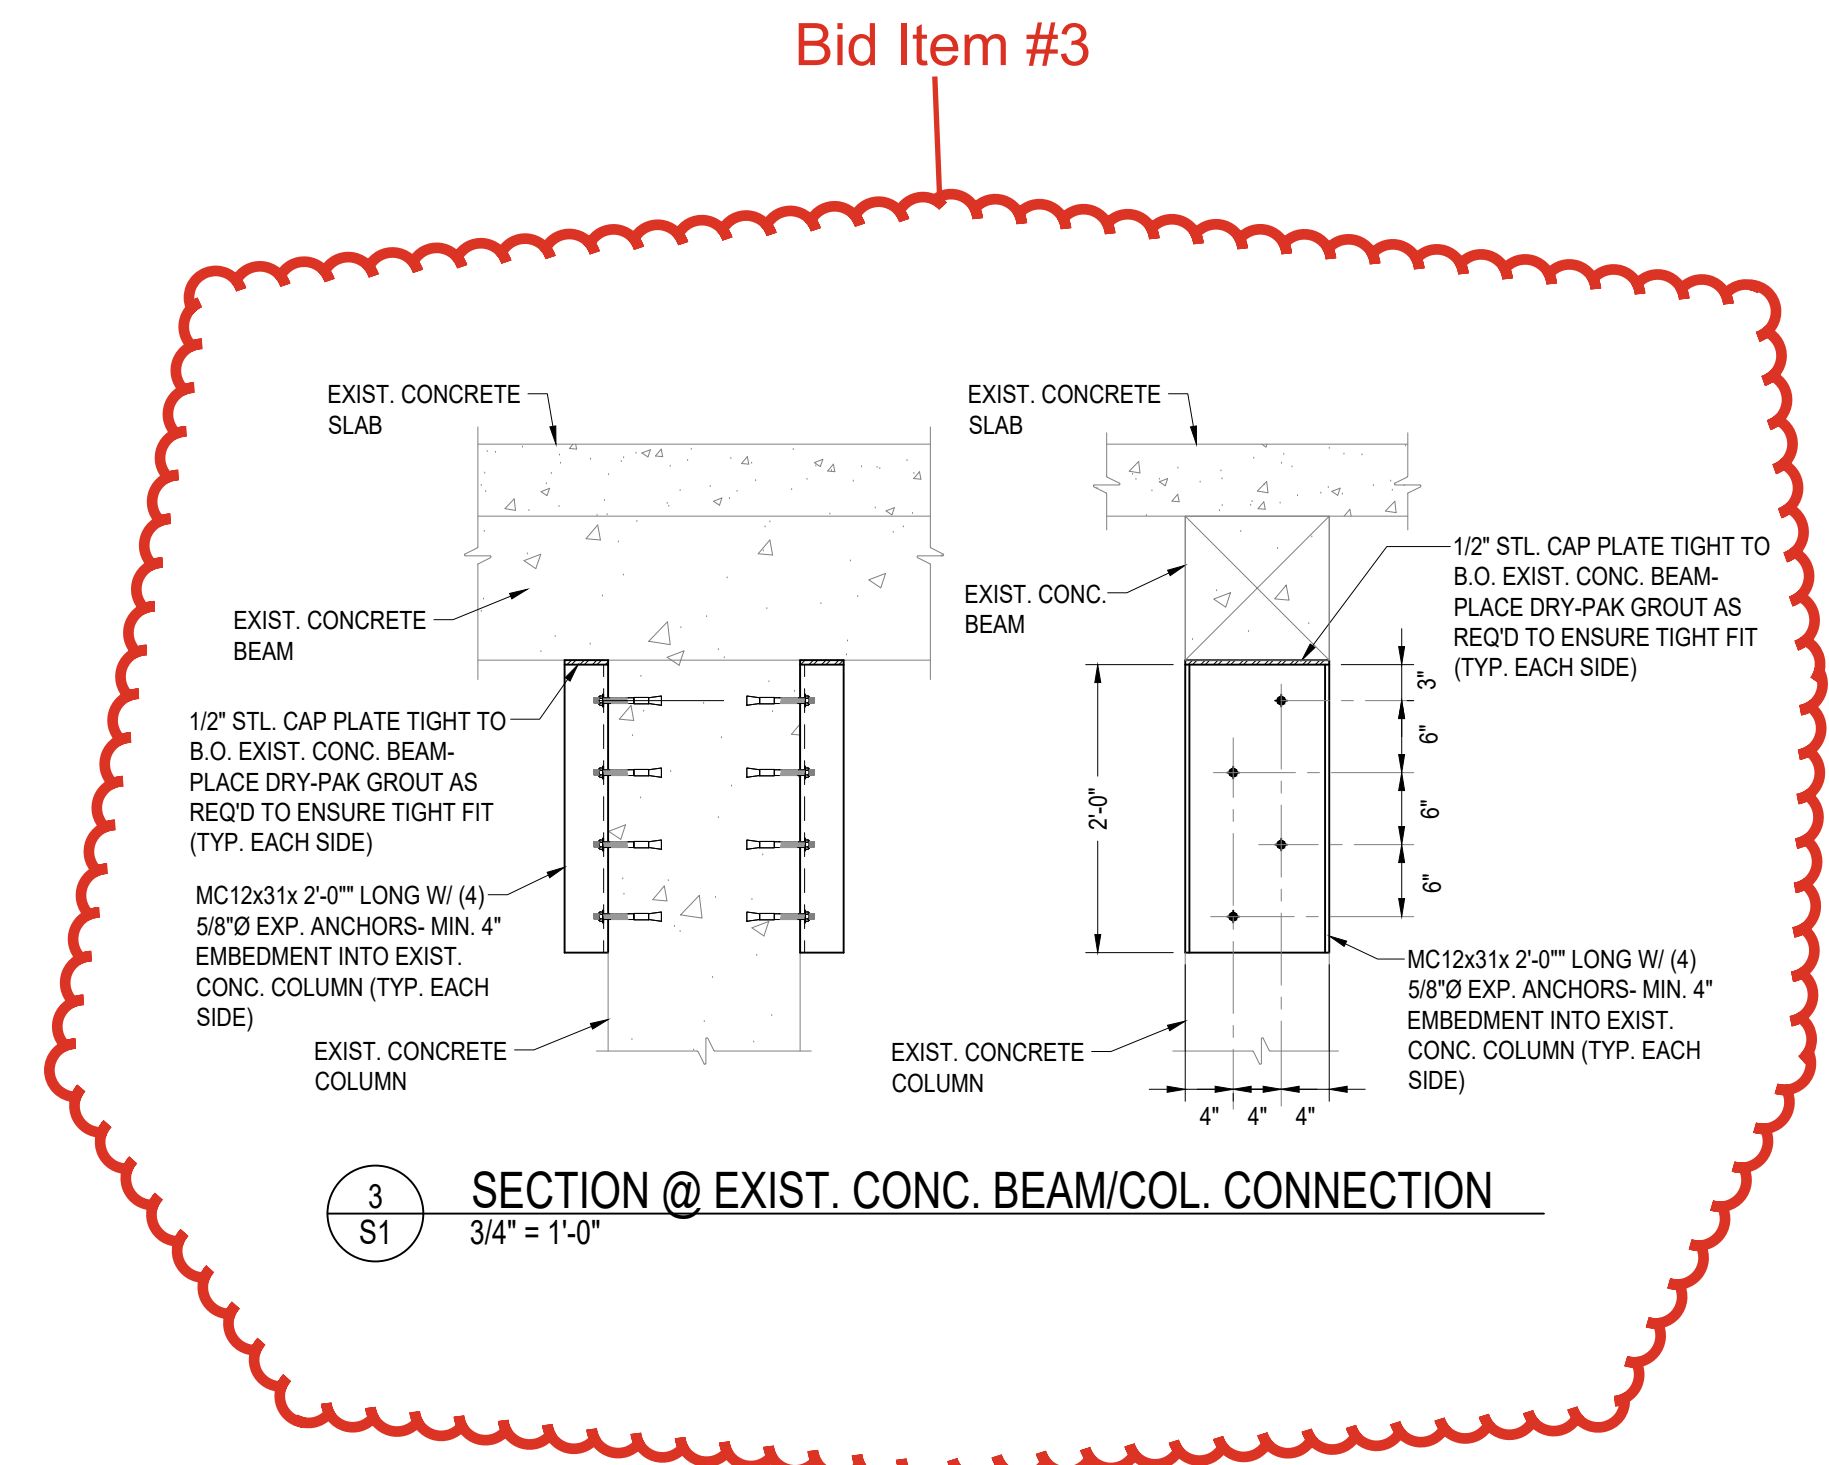 Bid Item #3
EXIST. CONCRETE
SLAB
EXIST. CONCRETE
BEAM
1/2" STL. CAP PLATE TIGHT TO
B.O. EXIST. CONC. BEAM-
PLACE DRY-PAK GROUT AS
REQ'D TO ENSURE TIGHT FIT
(TYP. EACH SIDE)
MC12x31x 2'-0"" LONG W/ (4)
5/8"Ø EXP. ANCHORS- MIN. 4"
EMBEDMENT INTO EXIST.
CONC. COLUMN (TYP. EACH
SIDE)
EXIST. CONCRETE
COLUMN
EXIST. CONCRETE
SLAB
EXIST. CONC.
BEAM
1/2" STL. CAP PLATE TIGHT TO
B.O. EXIST. CONC. BEAM-
PLACE DRY-PAK GROUT AS
REQ'D TO ENSURE TIGHT FIT
(TYP. EACH SIDE)
3"
6"
6"
6"
2'-0"
MC12x31x 2'-0"" LONG W/ (4)
5/8"Ø EXP. ANCHORS- MIN. 4"
EMBEDMENT INTO EXIST.
CONC. COLUMN (TYP. EACH
SIDE)
EXIST. CONCRETE
COLUMN
4" 4" 4"
3
S1
SECTION @ EXIST. CONC. BEAM/COL. CONNECTION
3/4" = 1'-0"